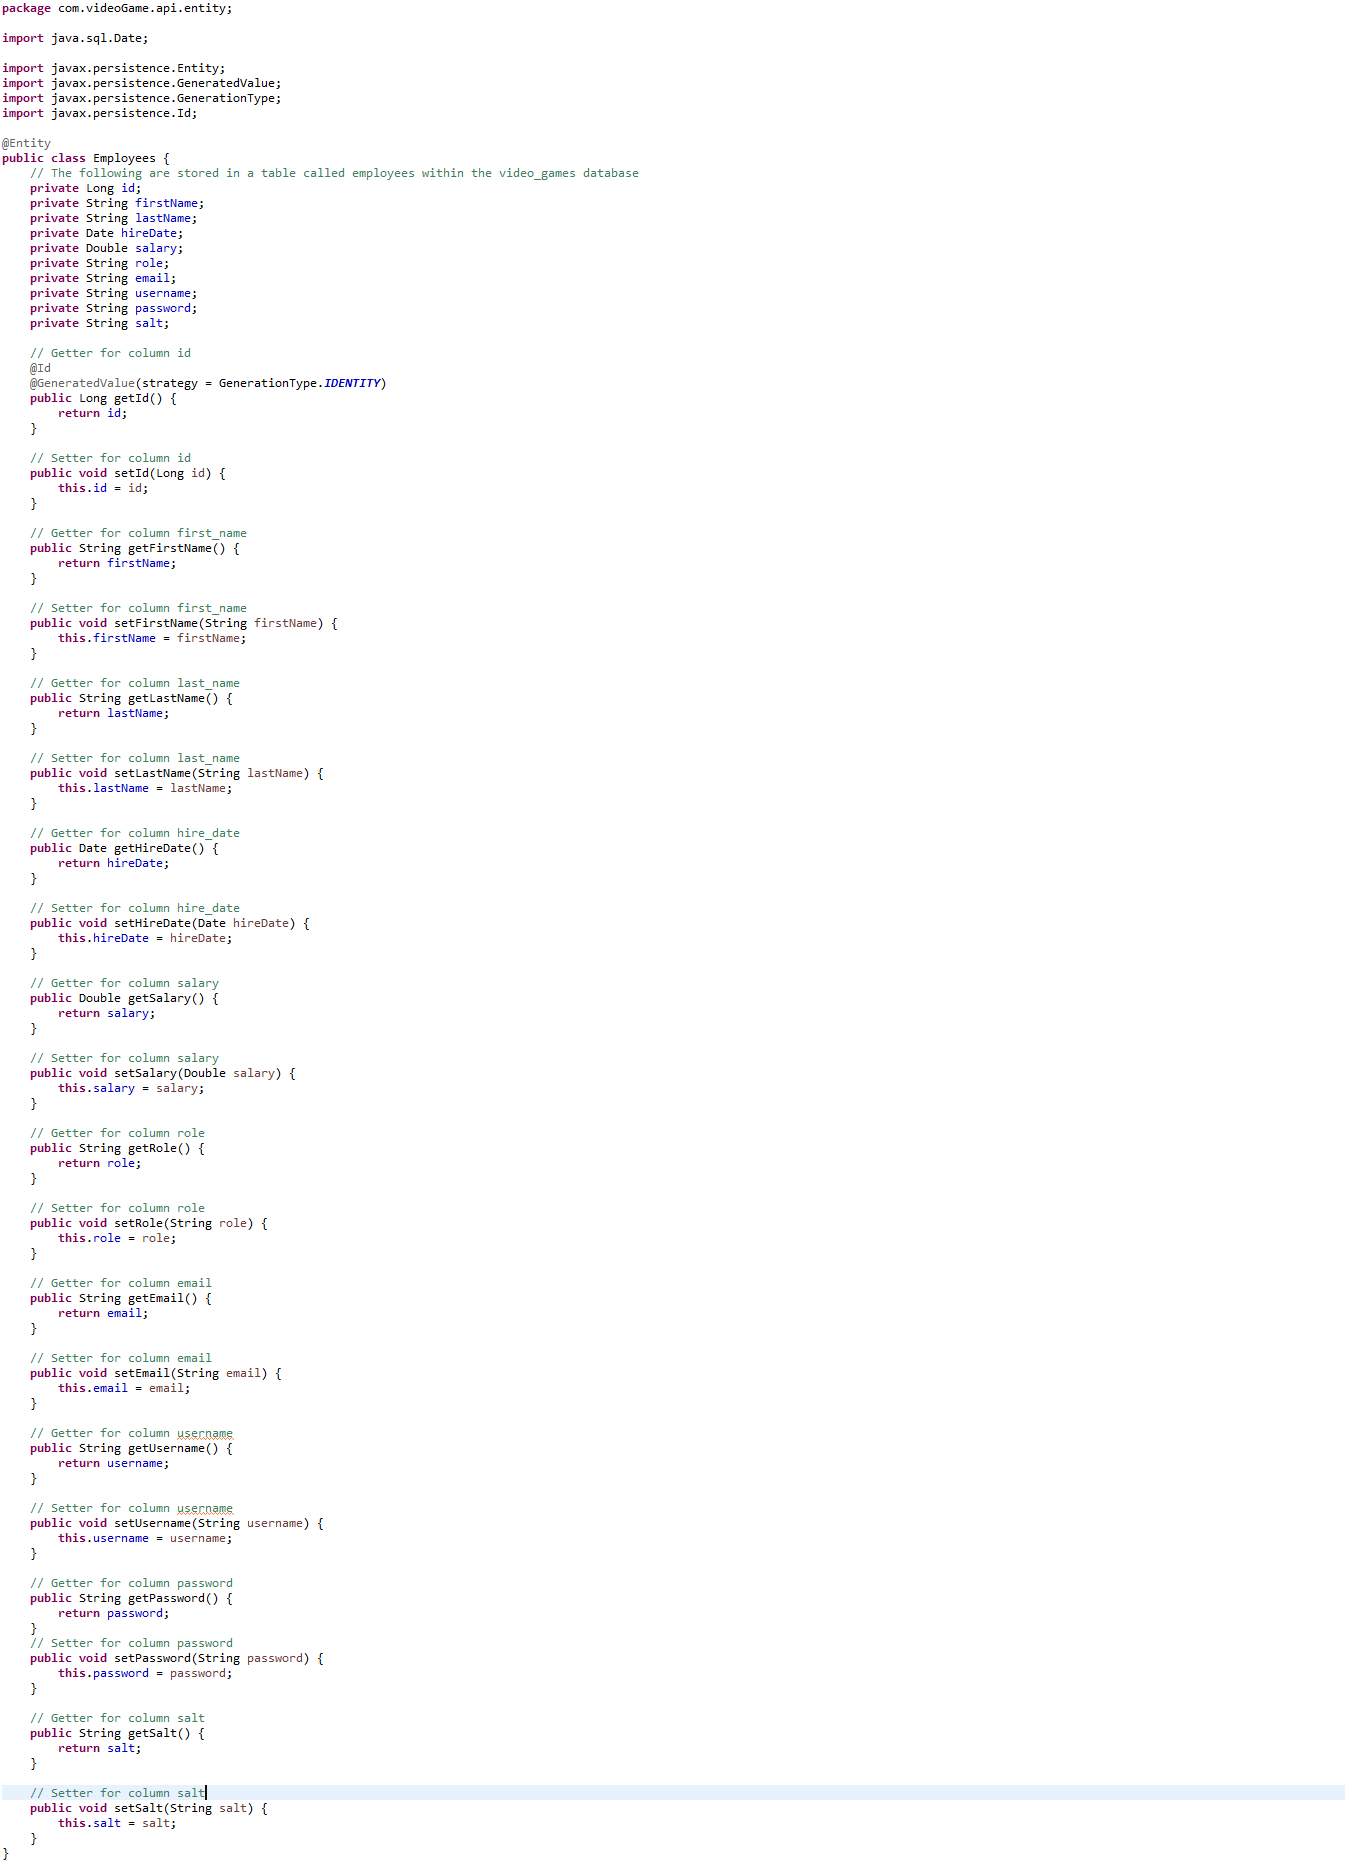 package com.videoGame.api.entity;
import java.sql.Date;
import javax.persistence.Entity;
import javax.persistence.GeneratedValue;
import javax.persistence.GenerationType;
import javax.persistence.Id;
@Entity
public class Employees {
// The following are stored in a table called employees within the video_games database
private Long id;
private String firstName;
private String lastName;
private Date hireDate;
private Double salary;
private String role;
private String email;
private String username;
private String password;
private String salt;
// Getter for column id
@Id
@GeneratedValue(strategy = GenerationType.IDENTITY)
public Long getId() {
return id;
}
// Setter for column id
public void setId(Long id) {
this.id = id;
}
// Getter for column first_name
public String getFirstName() {
return firstName;
}
// Setter for column first_name
public void setFirstName(String firstName) {
this.firstName = firstName;
}
// Getter for column last_name
public String getLastName() {
return lastName;
}
// Setter for column last_name
public void setLastName(String lastName) {
this.lastName = lastName;
}
// Getter for column hire_date
public Date getHireDate() {
return hireDate;
}
// Setter for column hire_date
public void setHireDate(Date hireDate) {
this.hireDate = hireDate;
}
// Getter for column salary
public Double getSalary() {
return salary;
}
// Setter for column salary
public void setSalary(Double salary) {
this.salary = salary;
}
// Getter for column role
public String getRole() {
return role;
}
// Setter for column role
public void setRole(String role) {
this.role = role;
}
// Getter for column email
public String getEmail() {
return email;
}
// Setter for column email
public void setEmail(String email) {
this.email = email;
}
// Getter for column username
public String getUsername() {
return username;
}
// Setter for column username
public void setUsername(String username) {
this.username = username;
}
// Getter for column password
public String getPassword() {
return password;
}
// Setter for column password
public void setPassword(String password) {
this.password = password;
}
// Getter for column salt
public String getSalt() {
return salt;
}
// Setter for column salt
public void setSalt(String salt) {
this.salt = salt;
}
}